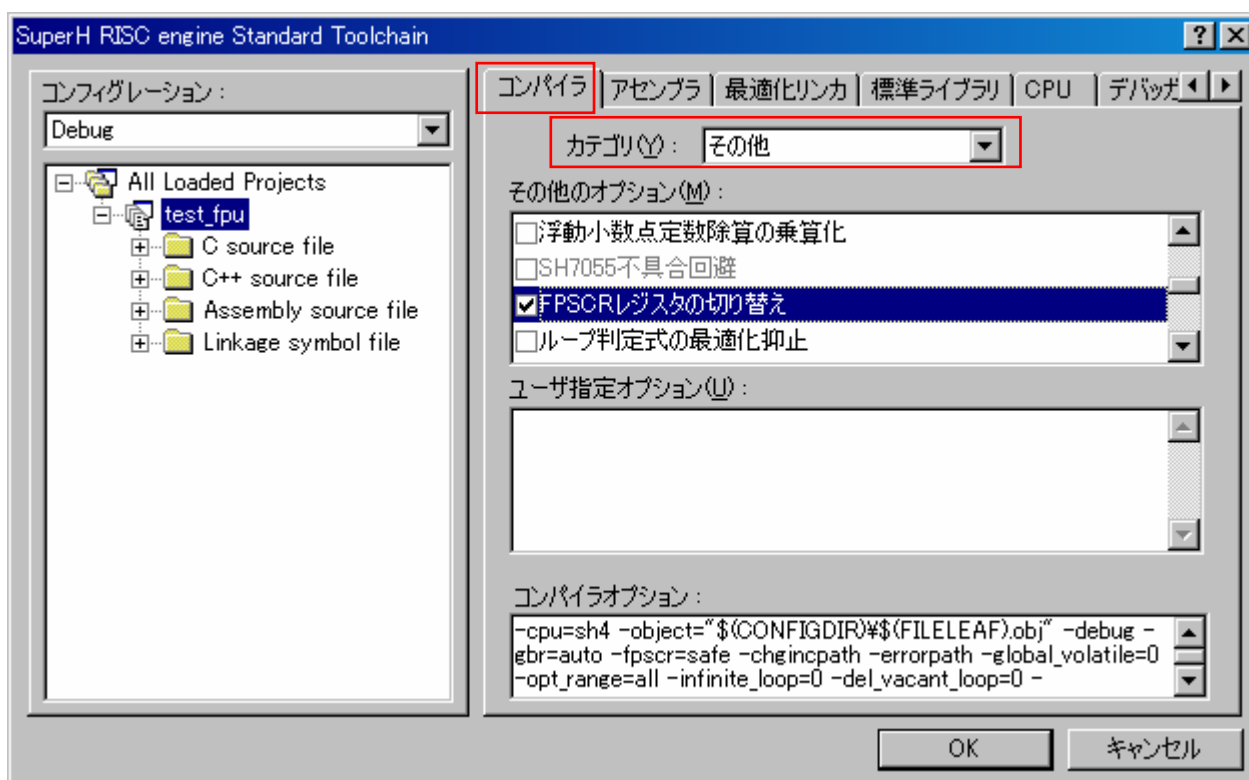 SuperH RISC engine Standard Toolchain
コンフィグレーション：
Debug
All Loaded Projects
test_fpu
C source file
C++ source file
Assembly source file
Linkage symbol file
コンパイラ アセンブラ 最適化リンカ 標準ライブラリ CPU デバッガ
カテゴリ(Y)： その他
その他のオプション(M)：
浮動小数点定数除算の乗算化
SH7055不具合回避
FPSCRレジスタの切り替え
ループ判定式の最適化抑止
ユーザ指定オプション(U)：
コンパイラオプション：
-cpu=sh4 -object="$(CONFIGDIR)¥$(FILELEAF).obj" -debug -
gbr=auto -fpscr=safe -chgincpath -errorpath -global_volatile=0
-opt_range=all -infinite_loop=0 -del_vacant_loop=0 -
OK キャンセル